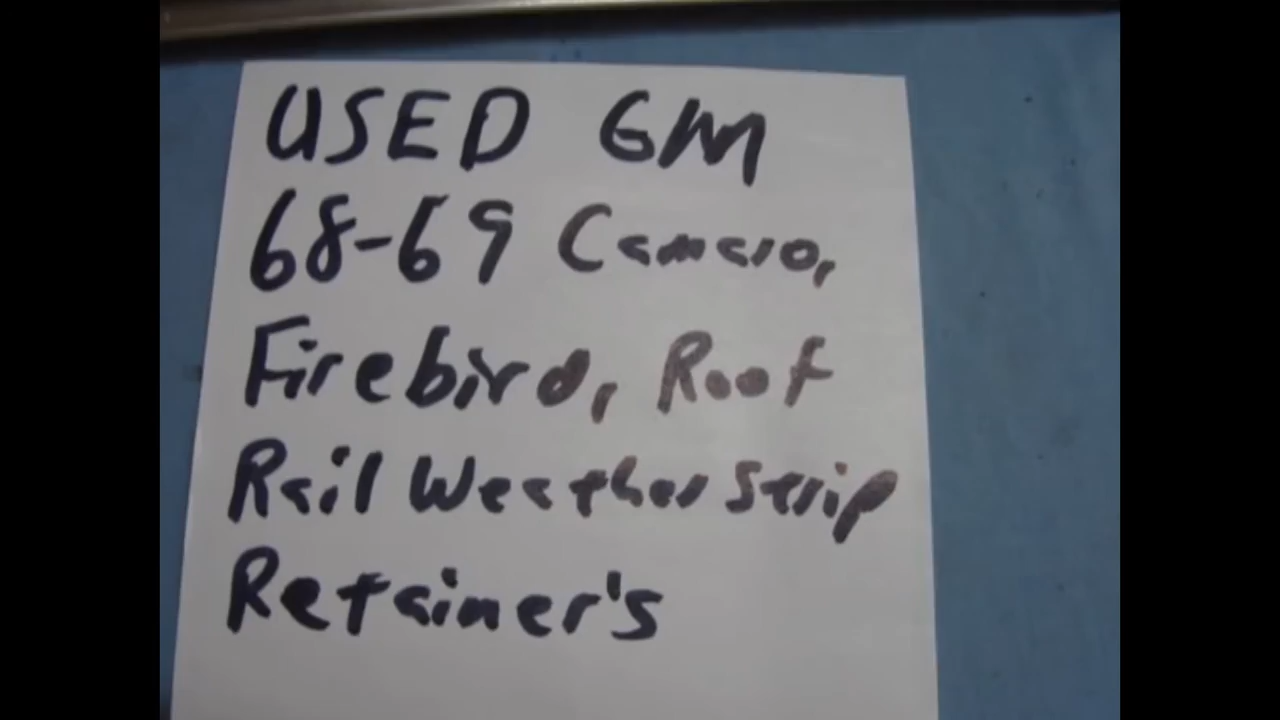 USED GM
68-69 Camaro,
Firebird, Roof
Rail Weather Strip
Retainer's